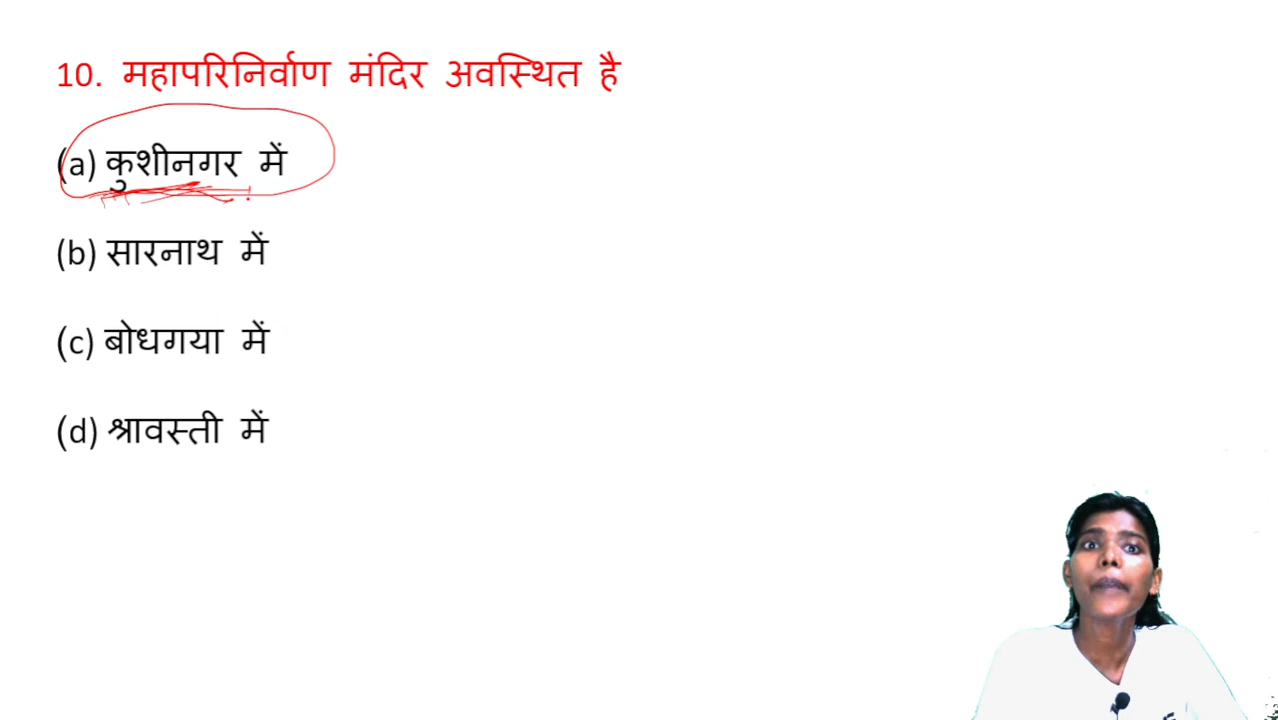 10. महापरिनिर्वाण मंदिर अवस्थित है
(a) कुशीनगर में
(b) सारनाथ में
(c) बोधगया में
(d) श्रावस्ती में